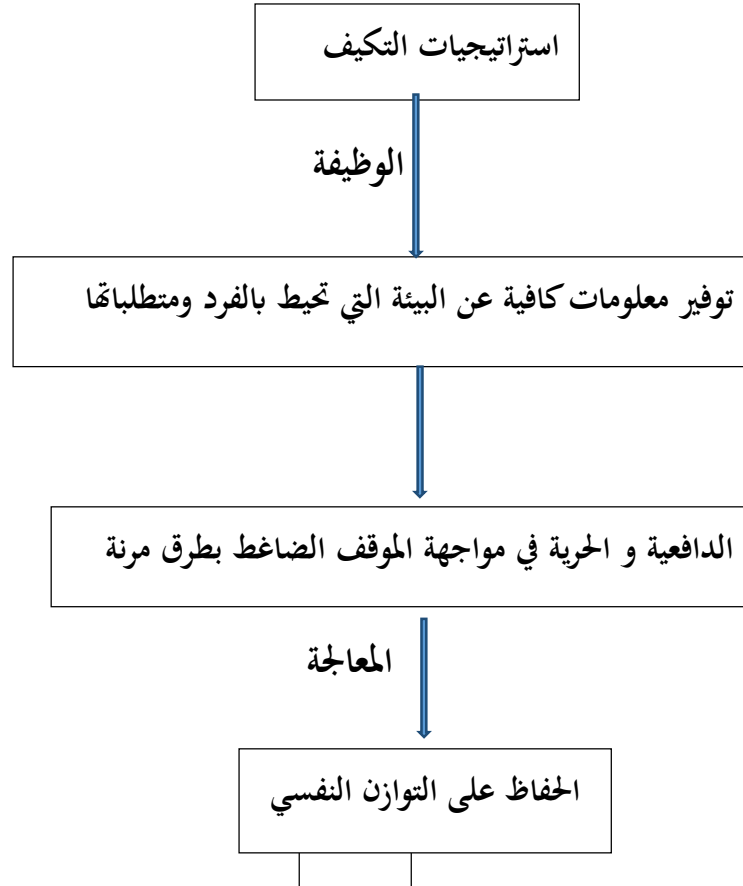 استراتيجيات التكيف
الوظيفة
توفير معلومات كافية عن البيئة التي تحيط بالفرد ومتطلباتها
الدافعية و الحرية في مواجهة الموقف الضاغط بطرق مرنة
المعالجة
الحفاظ على التوازن النفسي